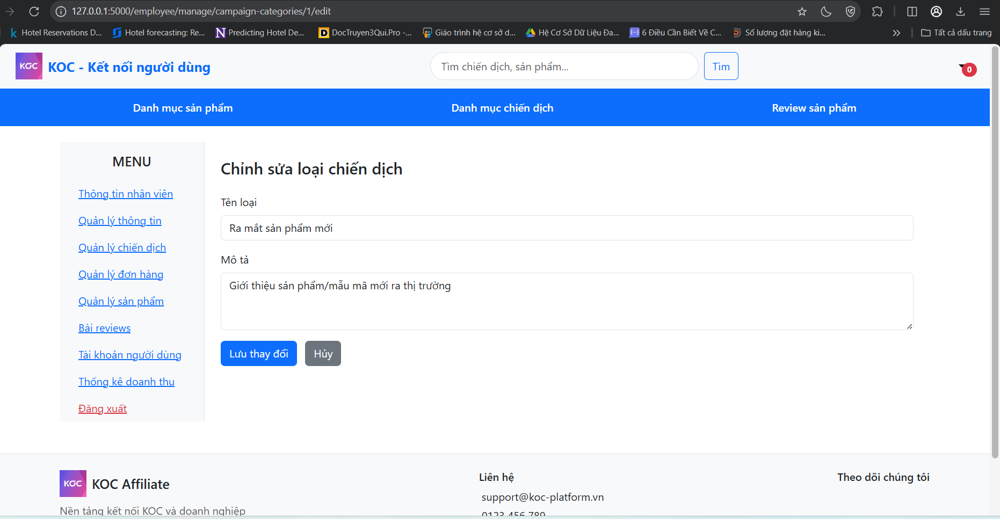 127.0.0.1:5000/employee/manage/campaign-categories/1/edit
Hotel Reservations D... Hotel forecasting: Re... Predicting Hotel De... DocTruyen3Qui.Pro -... Giáo trình hệ cơ sở d... Hệ Cơ Sở Dữ Liệu Đa... 6 Điều Cần Biết Về C... Số lượng đặt hàng ki... Tất cả dấu trang
KOC KOC - Kết nối người dùng Tìm chiến dịch, sản phẩm... Tìm 0
Danh mục sản phẩm Danh mục chiến dịch Review sản phẩm
MENU
Thông tin nhân viên
Quản lý thông tin
Quản lý chiến dịch
Quản lý đơn hàng
Quản lý sản phẩm
Bài reviews
Tài khoản người dùng
Thống kê doanh thu
Đăng xuất
Chỉnh sửa loại chiến dịch
Tên loại
Ra mắt sản phẩm mới
Mô tả
Giới thiệu sản phẩm/mẫu mã mới ra thị trường
Lưu thay đổi Hủy
KOC KOC Affiliate
Nền tảng kết nối KOC và doanh nghiệp
Liên hệ
support@koc-platform.vn
0123 456 789
Theo dõi chúng tôi